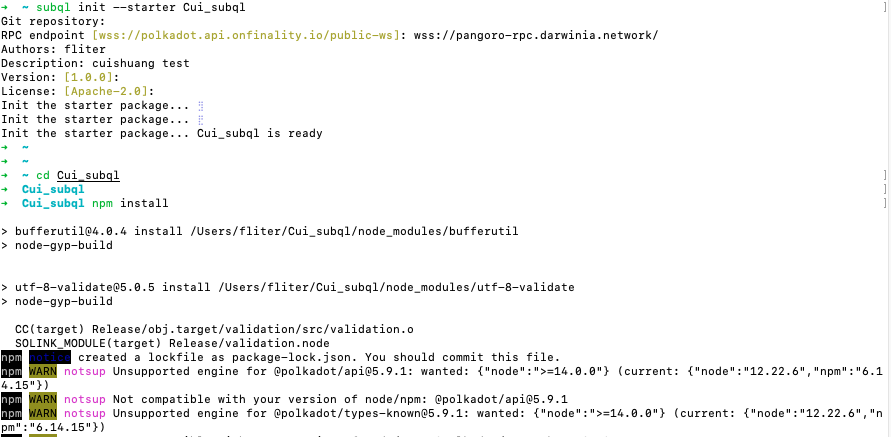 ➜ ~ subql init --starter Cui_subql
Git repository:
RPC endpoint [wss://polkadot.api.onfinality.io/public-ws]: wss://pangoro-rpc.darwinia.network/
Authors: fliter
Description: cuishuang test
Version: [1.0.0]:
License: [Apache-2.0]:
Init the starter package...
Init the starter package...
Init the starter package... Cui_subql is ready
➜ ~
➜ ~
➜ ~ cd Cui_subql
➜ Cui_subql
➜ Cui_subql npm install
> bufferutil@4.0.4 install /Users/fliter/Cui_subql/node_modules/bufferutil
> node-gyp-build
> utf-8-validate@5.0.5 install /Users/fliter/Cui_subql/node_modules/utf-8-validate
> node-gyp-build
CC(target) Release/obj.target/validation/src/validation.o
SOLINK_MODULE(target) Release/validation.node
npm notice created a lockfile as package-lock.json. You should commit this file.
npm WARN notsup Unsupported engine for @polkadot/api@5.9.1: wanted: {"node":">=14.0.0"} (current: {"node":"12.22.6","npm":"6.1
4.15"})
npm WARN notsup Not compatible with your version of node/npm: @polkadot/api@5.9.1
npm WARN notsup Unsupported engine for @polkadot/types-known@5.9.1: wanted: {"node":">=14.0.0"} (current: {"node":"12.22.6","n
pm":"6.14.15"})